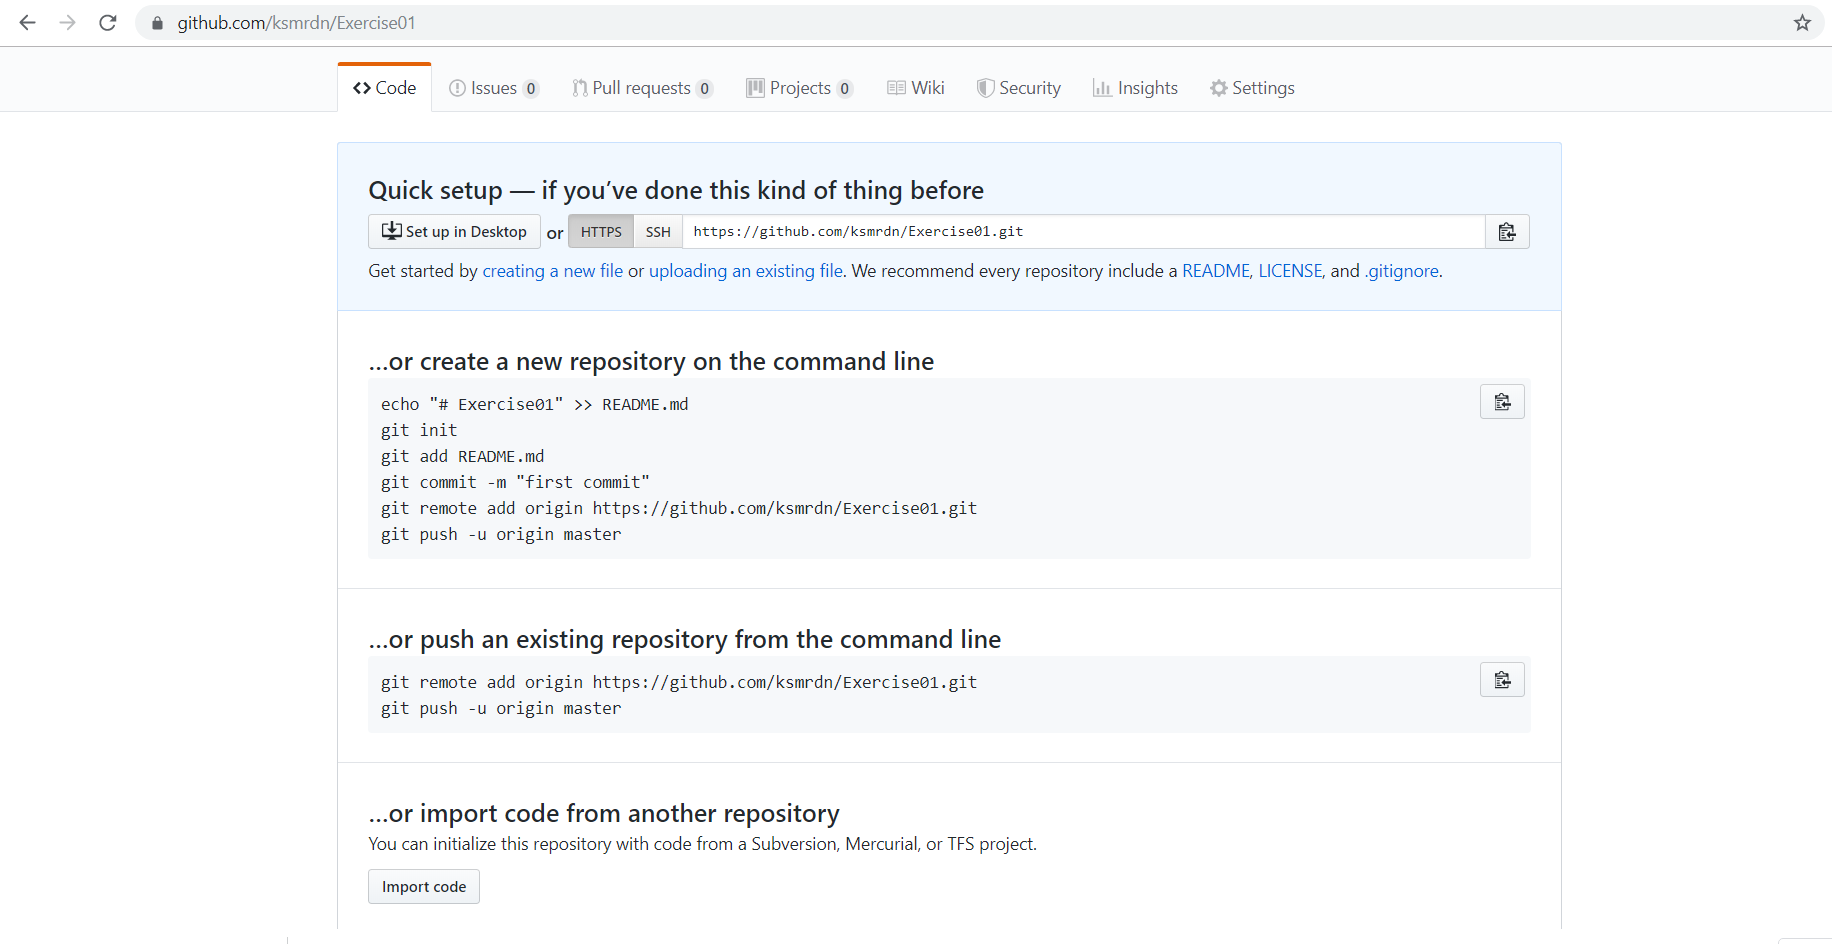 github.com/ksmrdn/Exercise01
Code Issues 0 Pull requests 0 Projects 0 Wiki Security Insights Settings
Quick setup — if you’ve done this kind of thing before
Set up in Desktop or HTTPS SSH https://github.com/ksmrdn/Exercise01.git
Get started by creating a new file or uploading an existing file. We recommend every repository include a README, LICENSE, and .gitignore.
…or create a new repository on the command line
echo "# Exercise01" >> README.md
git init
git add README.md
git commit -m "first commit"
git remote add origin https://github.com/ksmrdn/Exercise01.git
git push -u origin master
…or push an existing repository from the command line
git remote add origin https://github.com/ksmrdn/Exercise01.git
git push -u origin master
…or import code from another repository
You can initialize this repository with code from a Subversion, Mercurial, or TFS project.
Import code